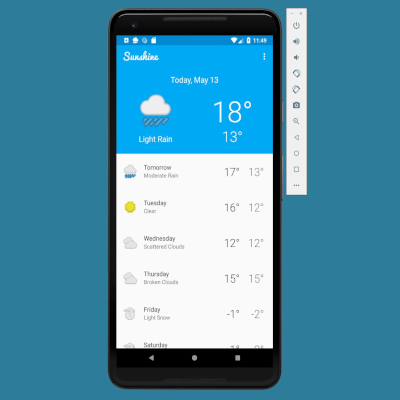 11:49
Sunshine
Today, May 13
18°
13°
Light Rain
Tomorrow
Moderate Rain
17° 13°
Tuesday
Clear
16° 12°
Wednesday
Scattered Clouds
12° 12°
Thursday
Broken Clouds
15° 15°
Friday
Light Snow
-1° -2°
Saturday